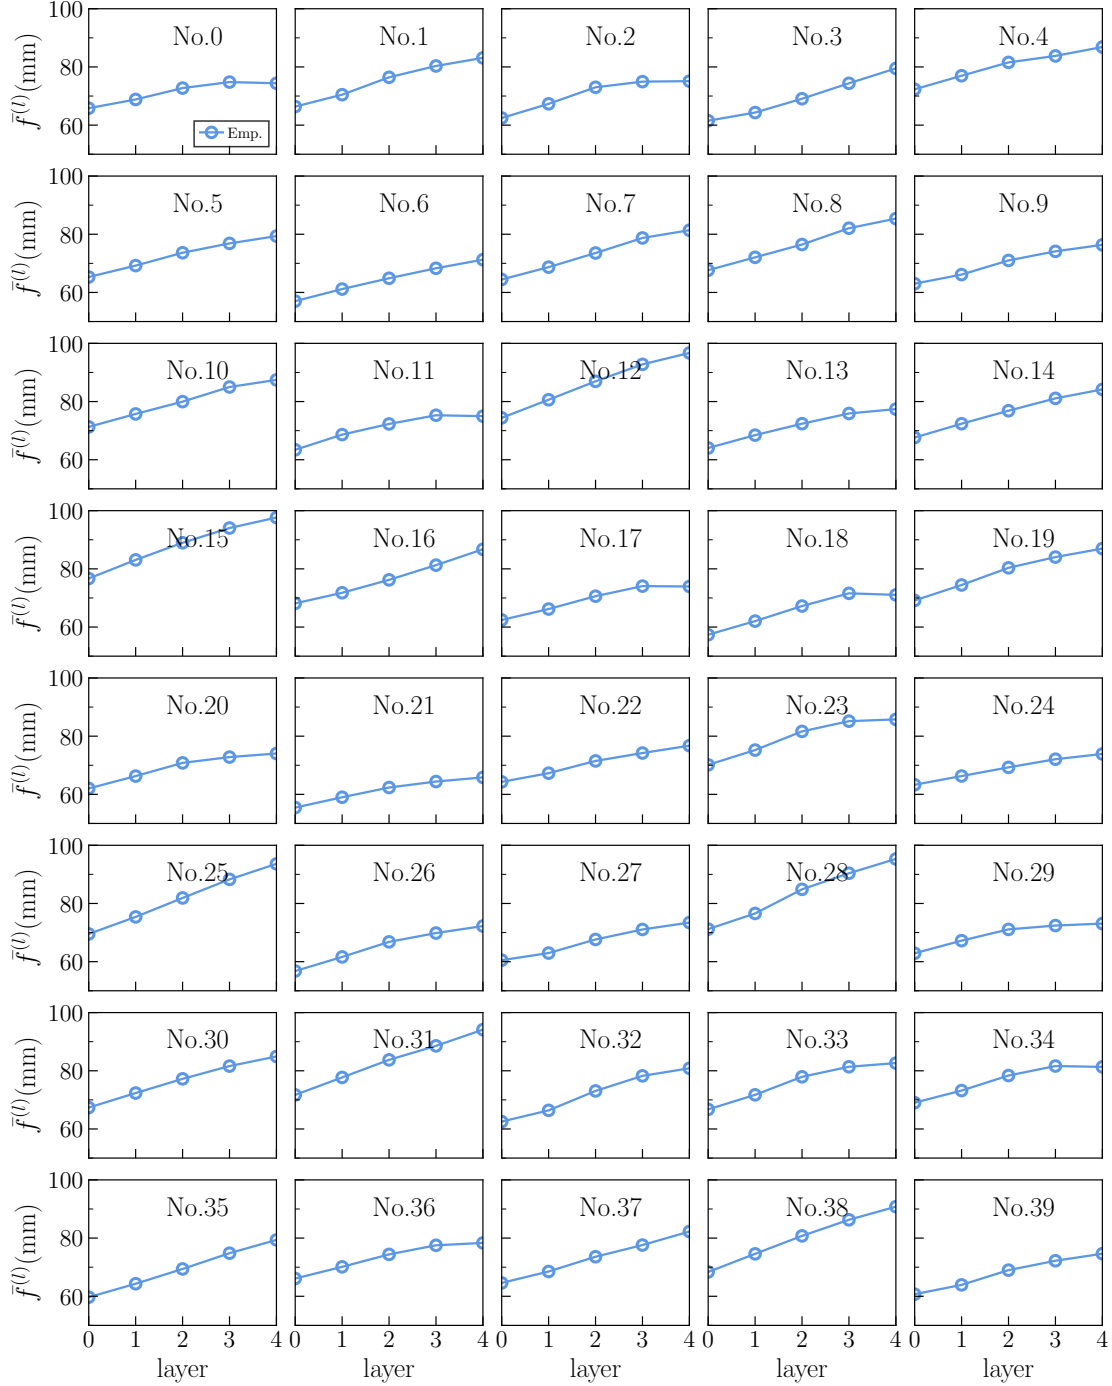 100
80
60
f̄^(l)(mm)
No.0
Emp.
No.1
No.2
No.3
No.4
100
80
60
f̄^(l)(mm)
No.5
No.6
No.7
No.8
No.9
100
80
60
f̄^(l)(mm)
No.10
No.11
No.12
No.13
No.14
100
80
60
f̄^(l)(mm)
No.15
No.16
No.17
No.18
No.19
100
80
60
f̄^(l)(mm)
No.20
No.21
No.22
No.23
No.24
100
80
60
f̄^(l)(mm)
No.25
No.26
No.27
No.28
No.29
100
80
60
f̄^(l)(mm)
No.30
No.31
No.32
No.33
No.34
100
80
60
f̄^(l)(mm)
No.35
No.36
No.37
No.38
No.39
0 1 2 3 4 0 1 2 3 4 0 1 2 3 4 0 1 2 3 4 0 1 2 3 4
layer layer layer layer layer